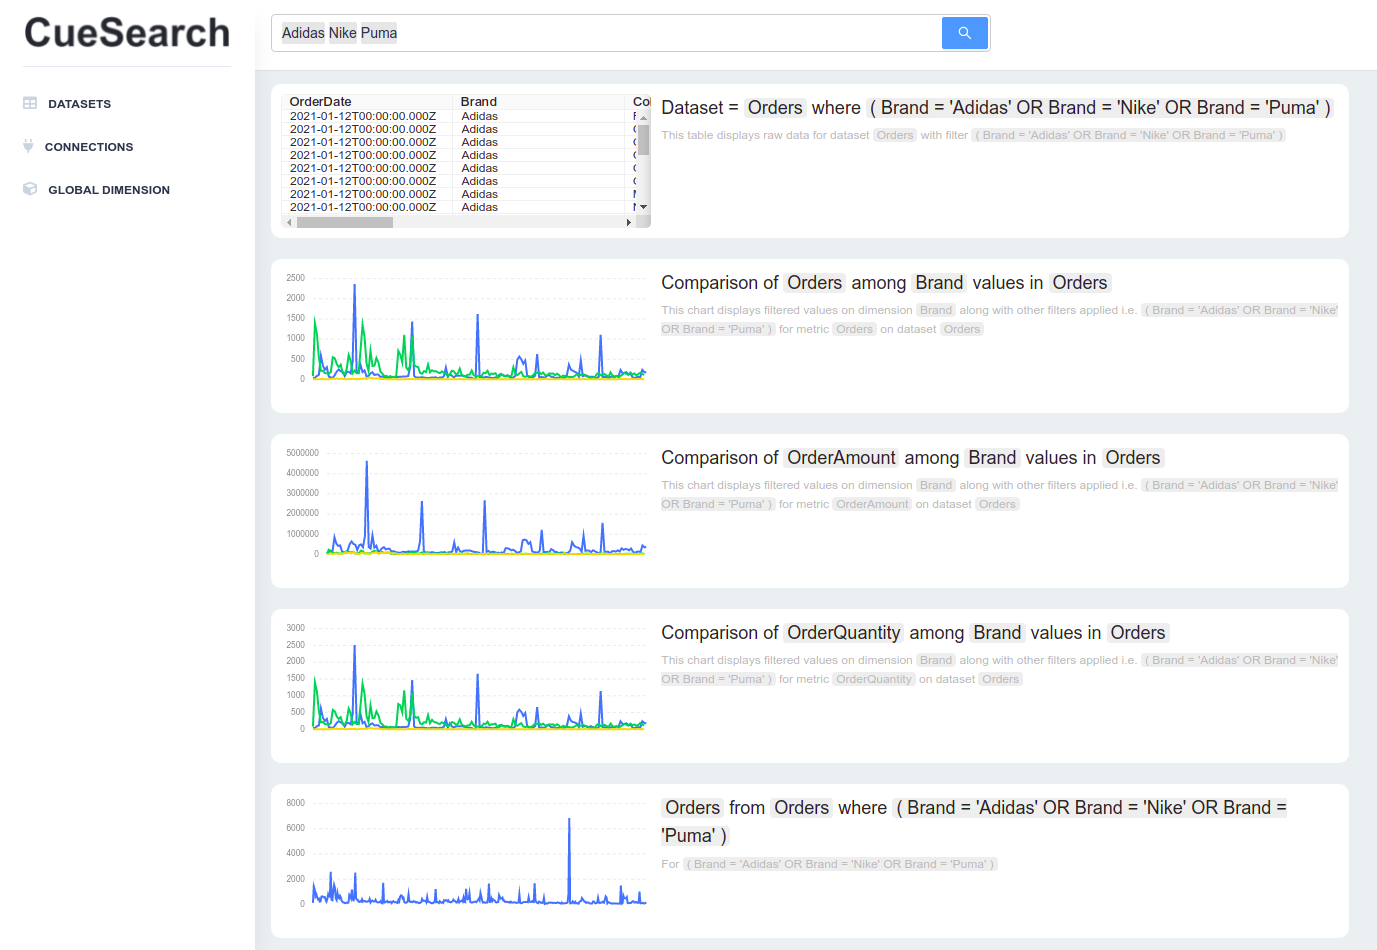 CueSearch
Adidas Nike Puma
DATASETS
CONNECTIONS
GLOBAL DIMENSION
OrderDate Brand
2021-01-12T00:00:00.000Z Adidas
2021-01-12T00:00:00.000Z Adidas
2021-01-12T00:00:00.000Z Adidas
2021-01-12T00:00:00.000Z Adidas
2021-01-12T00:00:00.000Z Adidas
2021-01-12T00:00:00.000Z Adidas
2021-01-12T00:00:00.000Z Adidas
2021-01-12T00:00:00.000Z Adidas
Dataset = Orders where ( Brand = 'Adidas' OR Brand = 'Nike' OR Brand = 'Puma' )
This table displays raw data for dataset Orders with filter ( Brand = 'Adidas' OR Brand = 'Nike' OR Brand = 'Puma' )
2500
2000
1500
1000
500
0
Comparison of Orders among Brand values in Orders
This chart displays filtered values on dimension Brand along with other filters applied i.e. ( Brand = 'Adidas' OR Brand = 'Nike'
OR Brand = 'Puma' ) for metric Orders on dataset Orders
5000000
4000000
3000000
2000000
1000000
0
Comparison of OrderAmount among Brand values in Orders
This chart displays filtered values on dimension Brand along with other filters applied i.e. ( Brand = 'Adidas' OR Brand = 'Nike'
OR Brand = 'Puma' ) for metric OrderAmount on dataset Orders
3000
2500
2000
1500
1000
500
0
Comparison of OrderQuantity among Brand values in Orders
This chart displays filtered values on dimension Brand along with other filters applied i.e. ( Brand = 'Adidas' OR Brand = 'Nike'
OR Brand = 'Puma' ) for metric OrderQuantity on dataset Orders
8000
6000
4000
2000
0
Orders from Orders where ( Brand = 'Adidas' OR Brand = 'Nike' OR Brand =
'Puma' )
For ( Brand = 'Adidas' OR Brand = 'Nike' OR Brand = 'Puma' )